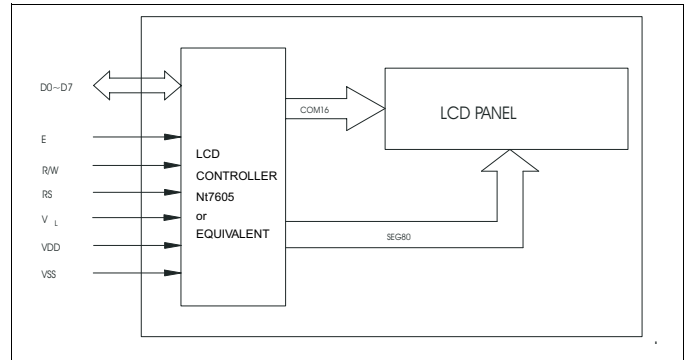 D0~D7
E
R/W
RS
V L
VDD
VSS
LCD
CONTROLLER
Nt7605
or
EQUIVALENT
COM16
SEG80
LCD PANEL